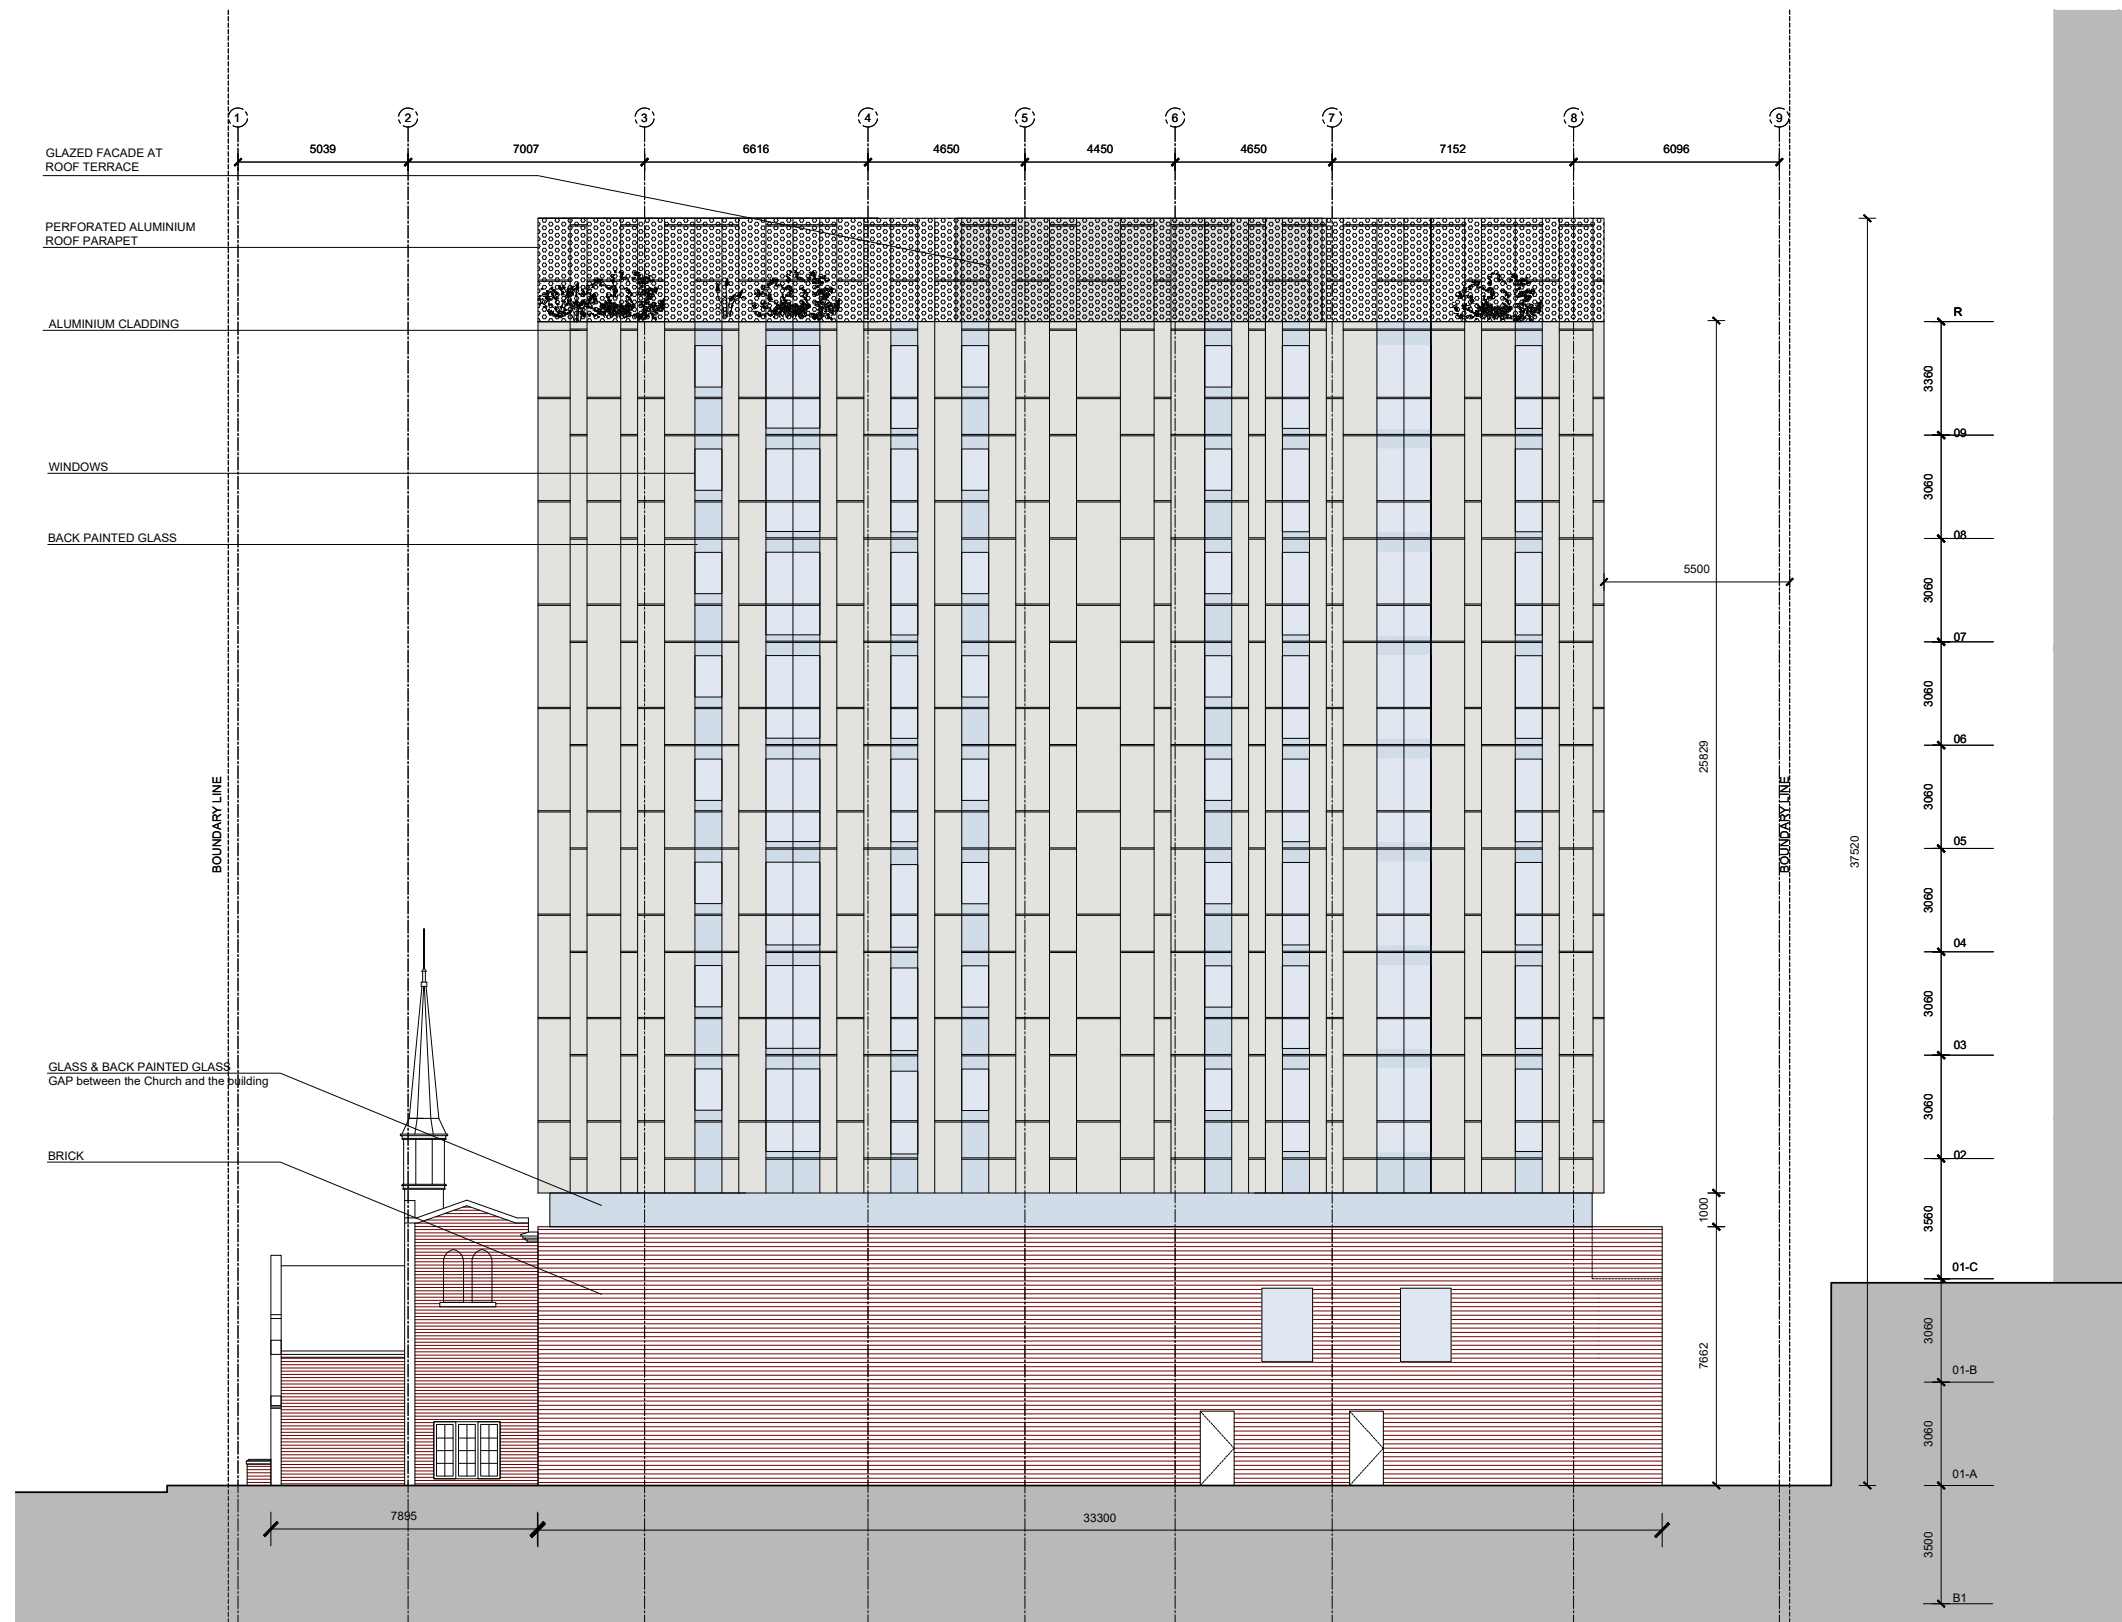 1 2 3 4 5 6 7 8 9
5039 7007 6616 4650 4450 4650 7152 6096
GLAZED FACADE AT
ROOF TERRACE
PERFORATED ALUMINIUM
ROOF PARAPET
ALUMINIUM CLADDING
WINDOWS
BACK PAINTED GLASS
BOUNDARY LINE
GLASS & BACK PAINTED GLASS
GAP between the Church and the building
BRICK
7895
33300
5500
25829
1000
7662
BOUNDARY LINE
37520
R
3360
09
3060
08
3060
07
3060
06
3060
05
3060
04
3060
03
3060
02
3560
01-C
3060
01-B
3060
01-A
3500
B1